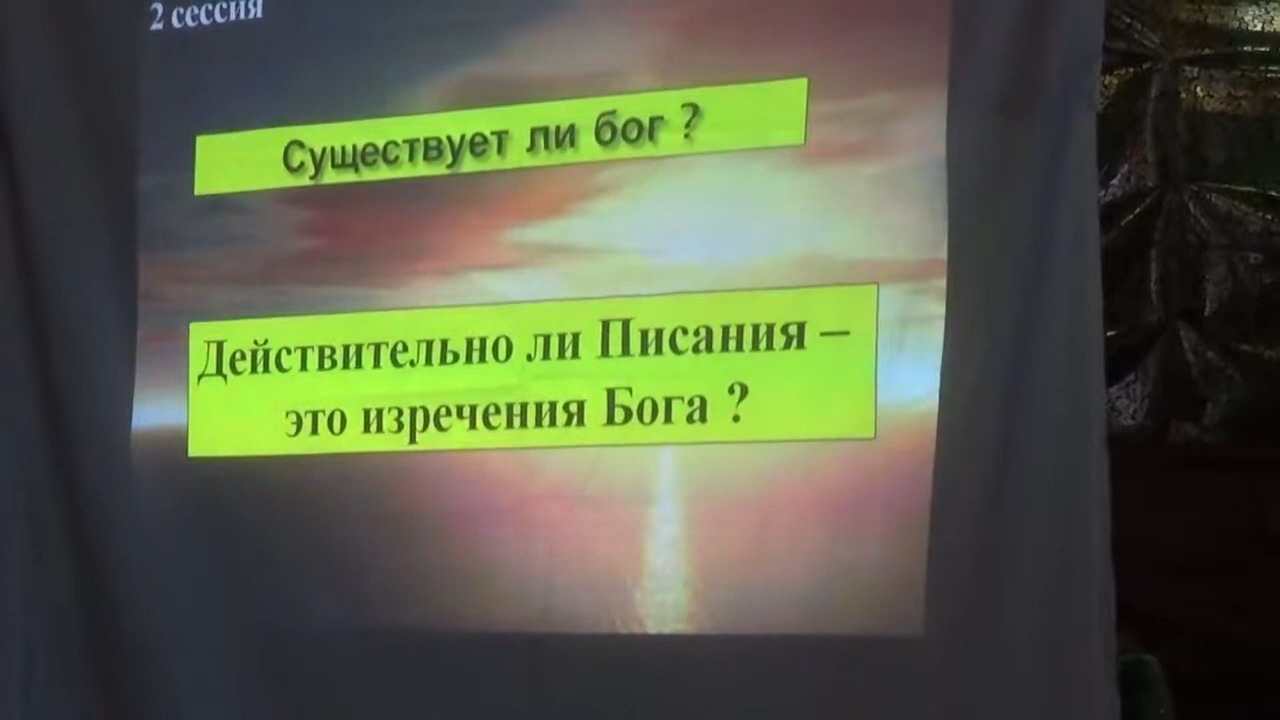 2 сессия
Существует ли бог ?
Действительно ли Писания –
это изречения Бога ?